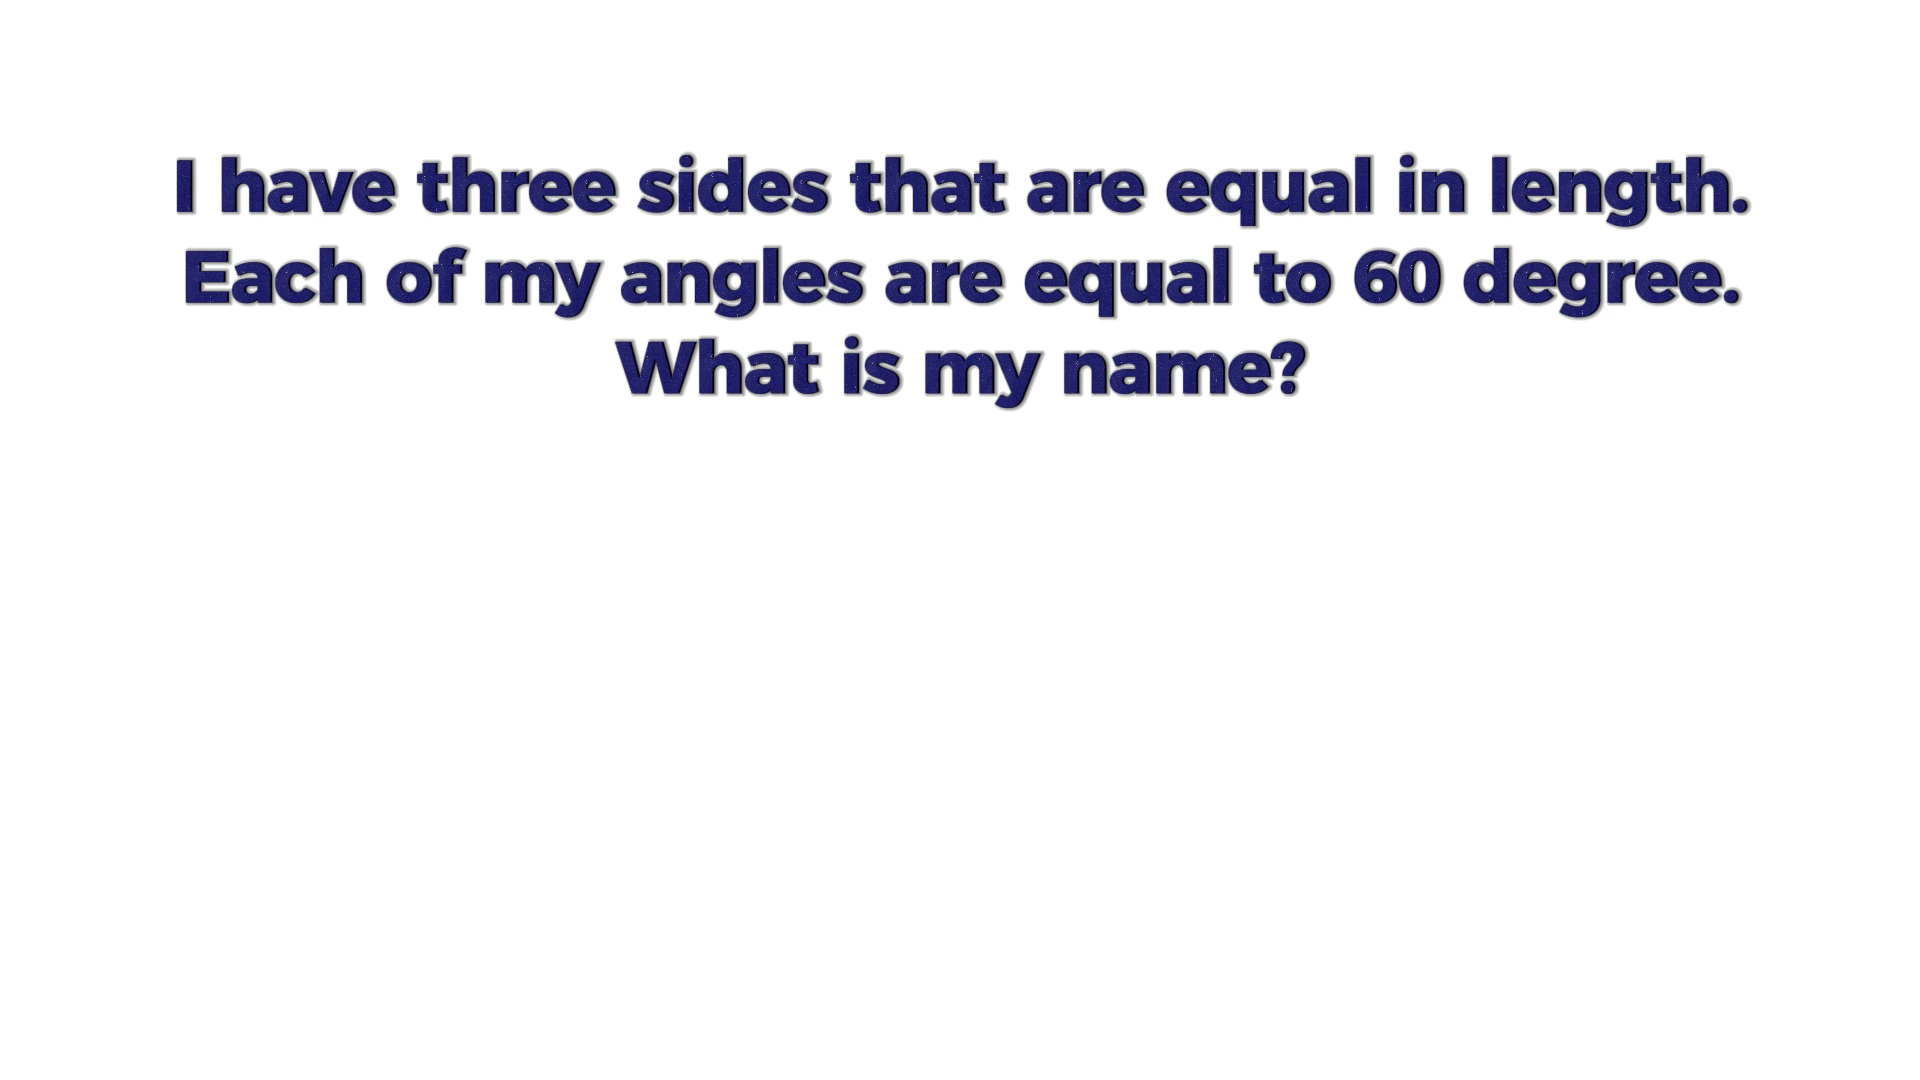 I have three sides that are equal in length.
Each of my angles are equal to 60 degree.
What is my name?